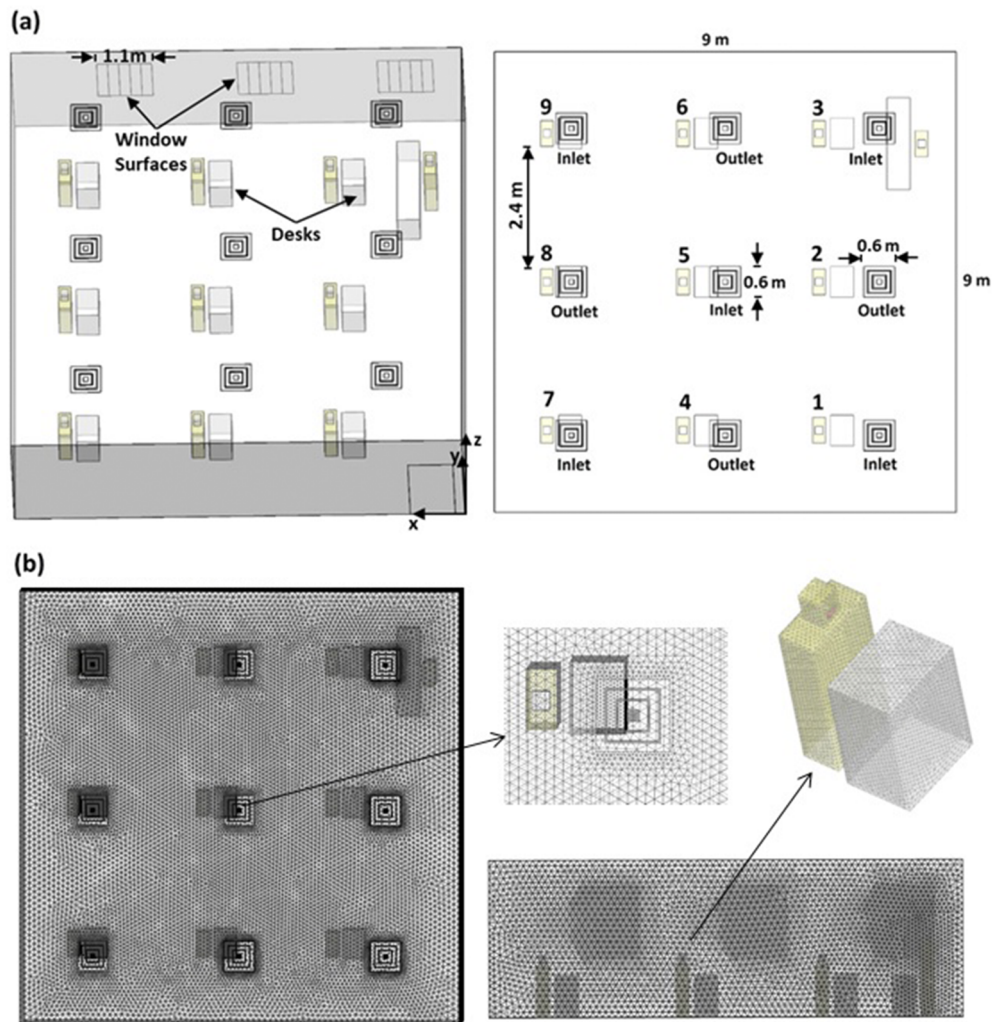 (a)
1.1m
Window
Surfaces
Desks
z
y
x
9 m
9 6 3
Inlet Outlet Inlet
2.4 m
0.6 m
8 5 2
0.6 m
9 m
Outlet Inlet Outlet
7 4 1
Inlet Outlet Inlet
(b)